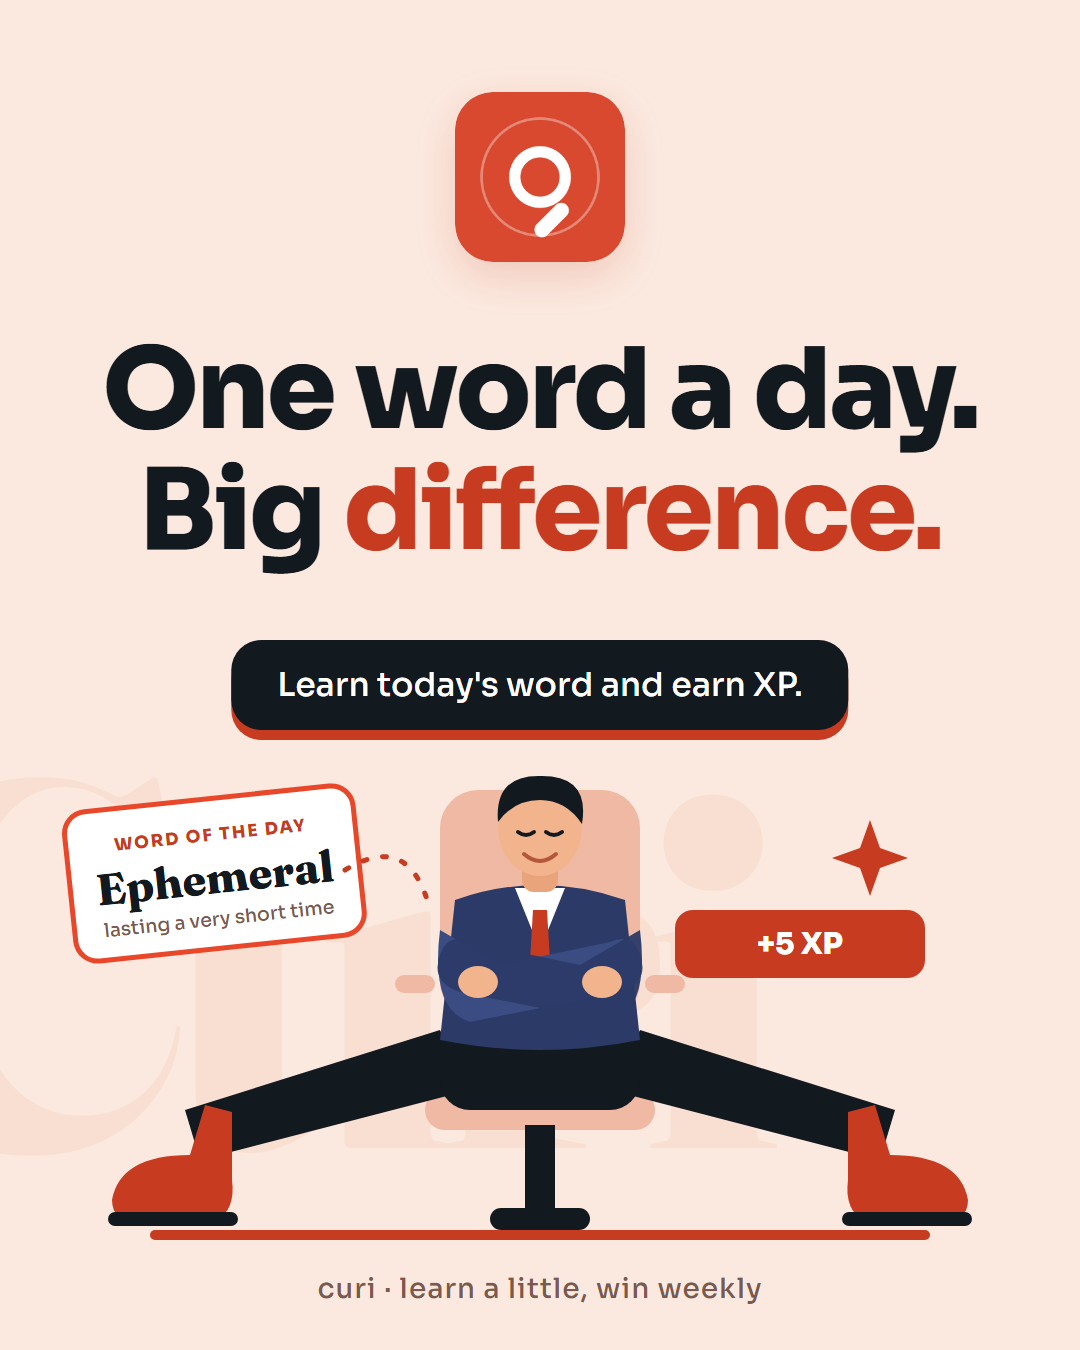 One word a day.
Big difference.
Learn today's word and earn XP.
WORD OF THE DAY
Ephemeral
lasting a very short time
+5 XP
curi
curi · learn a little, win weekly